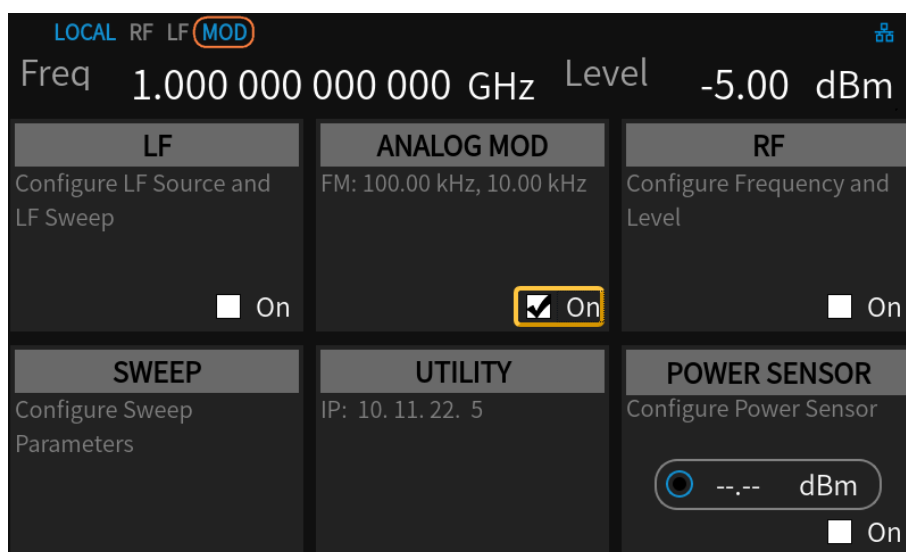 LOCAL RF LF MOD
Freq 1.000 000 000 000 GHz Level -5.00 dBm
LF
Configure LF Source and
LF Sweep
On
ANALOG MOD
FM: 100.00 kHz, 10.00 kHz
On
RF
Configure Frequency and
Level
On
SWEEP
Configure Sweep
Parameters
UTILITY
IP: 10. 11. 22. 5
POWER SENSOR
Configure Power Sensor
--.-- dBm
On